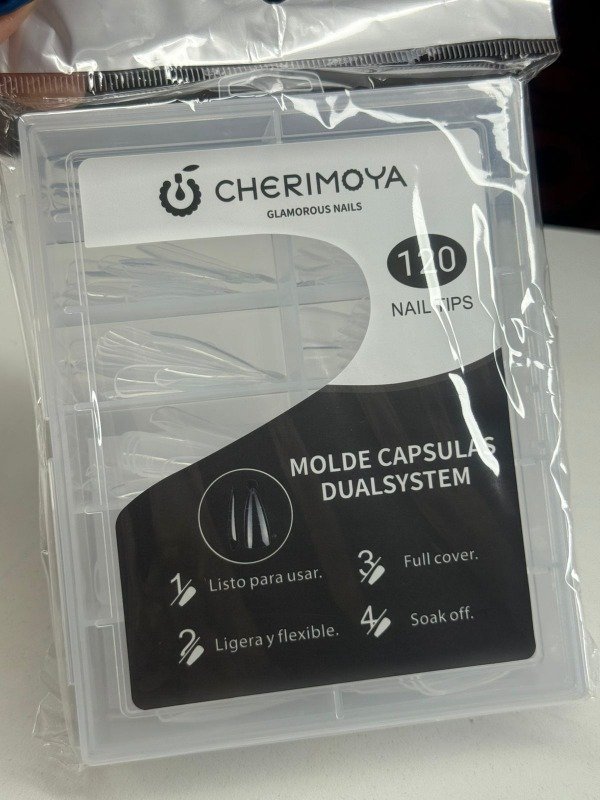 CHERIMOYA
GLAMOROUS NAILS
120
NAIL TIPS
MOLDE CAPSULAS
DUALSYSTEM
1 Listo para usar.
2 Ligera y flexible.
3 Full cover.
4 Soak off.